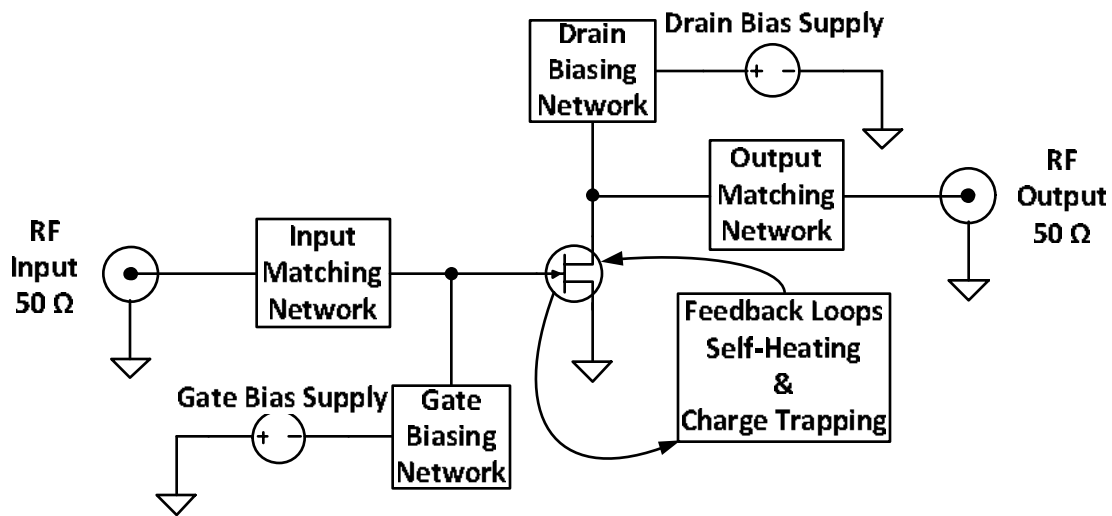 Drain
Biasing
Network
Drain Bias Supply
+ -
Output
Matching
Network
RF
Output
50 Ω
RF
Input
50 Ω
Input
Matching
Network
Feedback Loops
Self-Heating
&
Charge Trapping
Gate Bias Supply
+ -
Gate
Biasing
Network